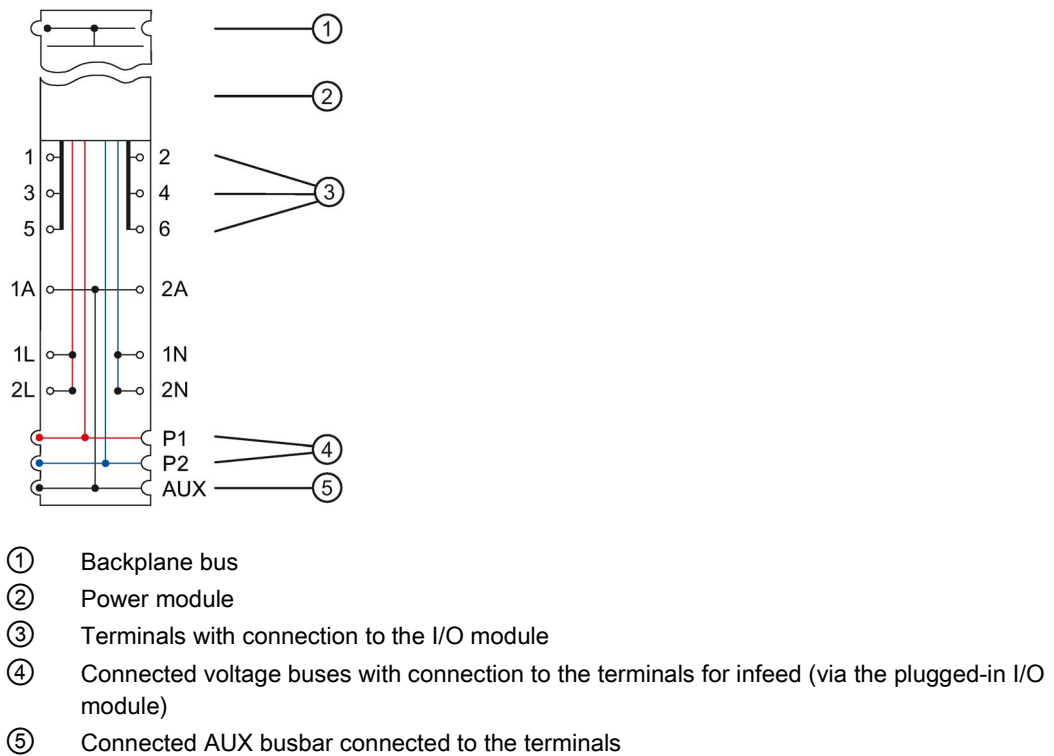 ①
②
1 2
3 4 ③
5 6
1A 2A
1L 1N
2L 2N
P1
④
P2
AUX ⑤
① Backplane bus
② Power module
③ Terminals with connection to the I/O module
④ Connected voltage buses with connection to the terminals for infeed (via the plugged-in I/O
module)
⑤ Connected AUX busbar connected to the terminals